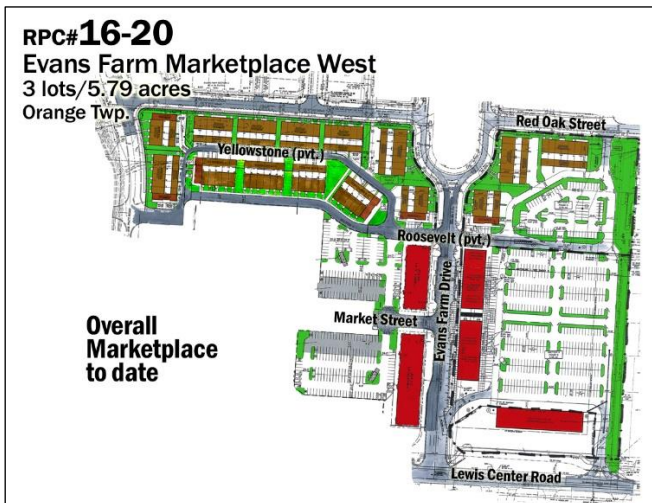 RPC#16-20
Evans Farm Marketplace West
3 lots/5.79 acres
Orange Twp.
Red Oak Street
Yellowstone (pvt.)
Roosevelt (pvt.)
Evans Farm Drive
Market Street
Overall
Marketplace
to date
Lewis Center Road